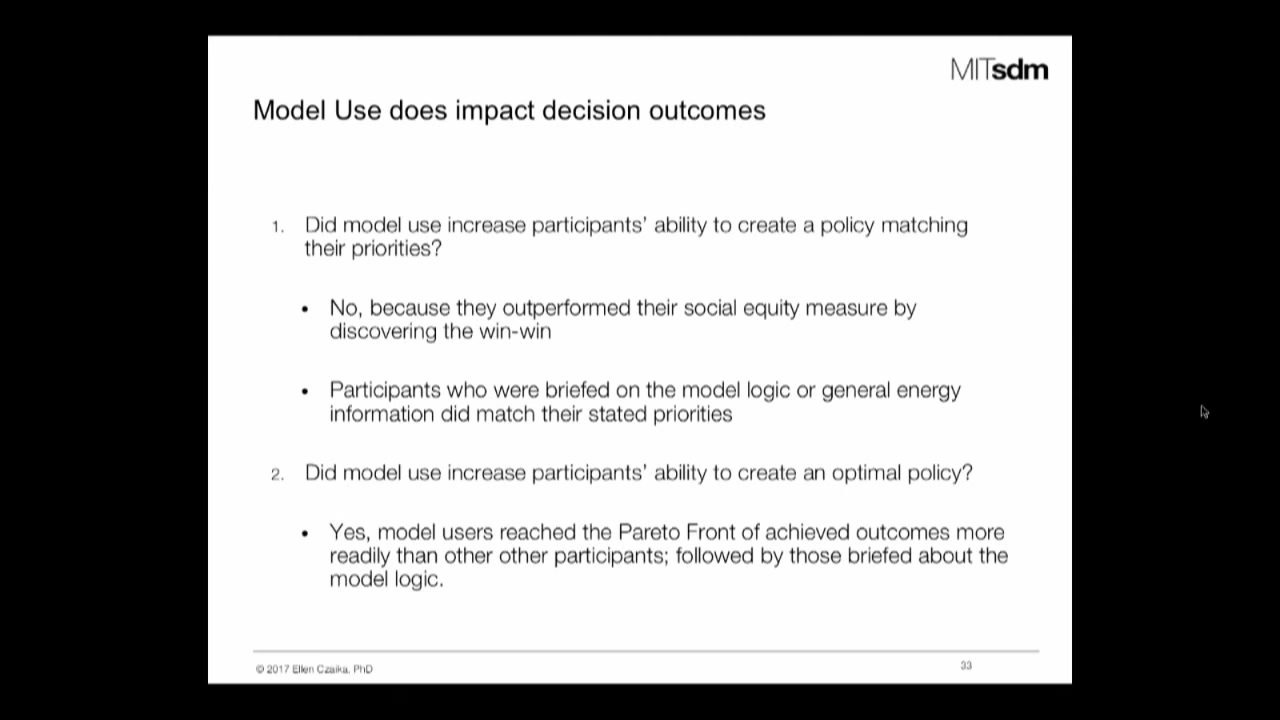 MITsdm
Model Use does impact decision outcomes
1. Did model use increase participants' ability to create a policy matching
their priorities?
• No, because they outperformed their social equity measure by
discovering the win-win
• Participants who were briefed on the model logic or general energy
information did match their stated priorities
2. Did model use increase participants' ability to create an optimal policy?
• Yes, model users reached the Pareto Front of achieved outcomes more
readily than other other participants; followed by those briefed about the
model logic.
© 2017 Ellen Czaika, PhD
33